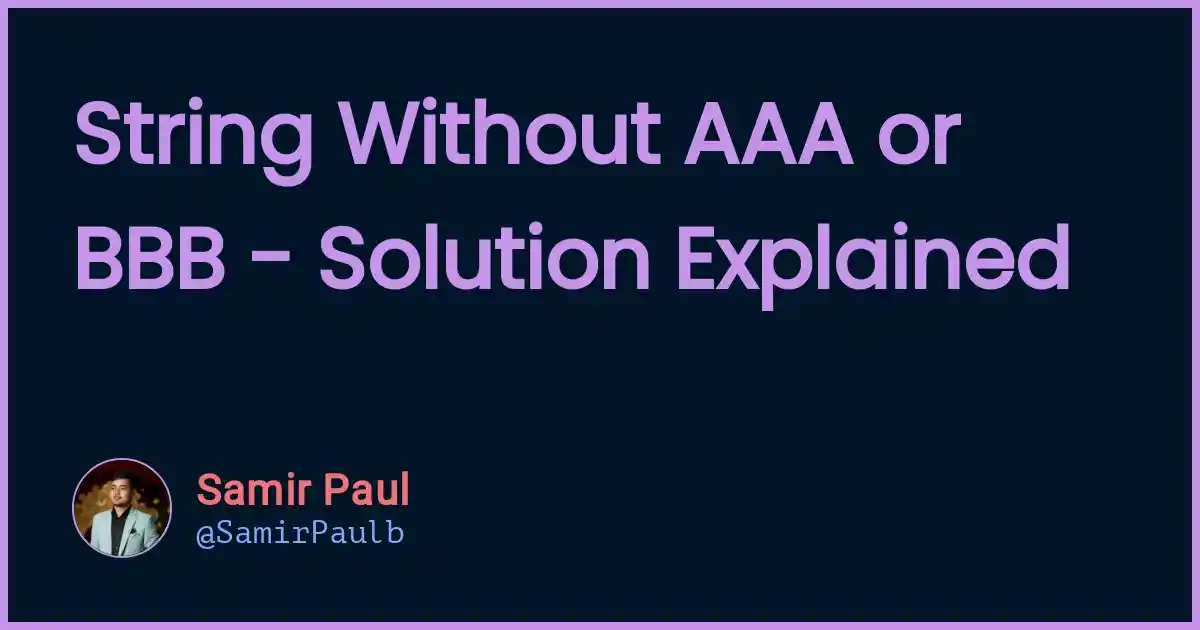 String Without AAA or
BBB - Solution Explained
Samir Paul
@SamirPaulb